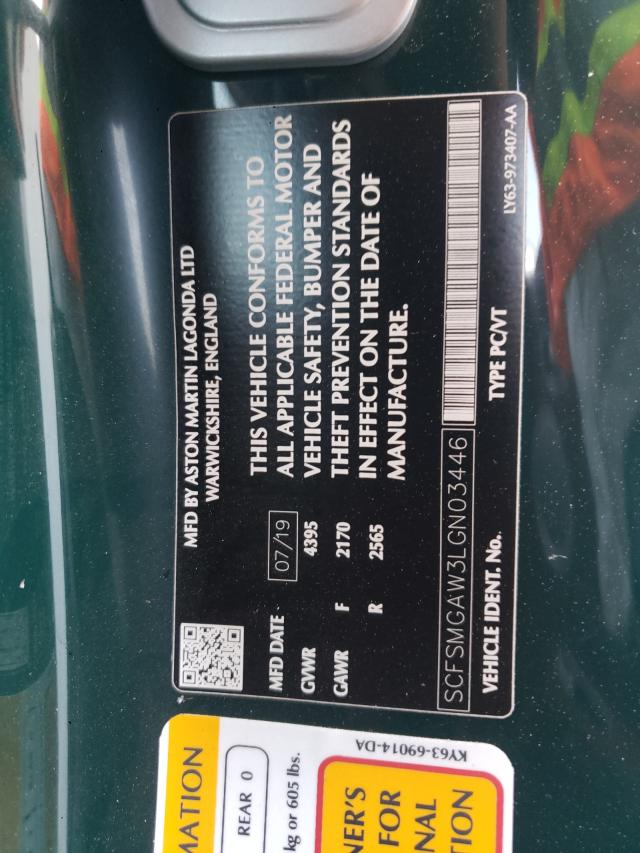 MFD BY ASTON MARTIN LAGONDA LTD
WARWICKSHIRE, ENGLAND
MFD DATE 07/19
GVWR 4395
GAWR F 2170
R 2565
THIS VEHICLE CONFORMS TO
ALL APPLICABLE FEDERAL MOTOR
VEHICLE SAFETY, BUMPER AND
THEFT PREVENTION STANDARDS
IN EFFECT ON THE DATE OF
MANUFACTURE.
SCFSMGAW3LGN03446
VEHICLE IDENT. No. TYPE PC/VT LY63-973407-AA
MATION
REAR 0
kg or 605 lbs.
KY63-69014-DA
NER'S
FOR
NAL
TION